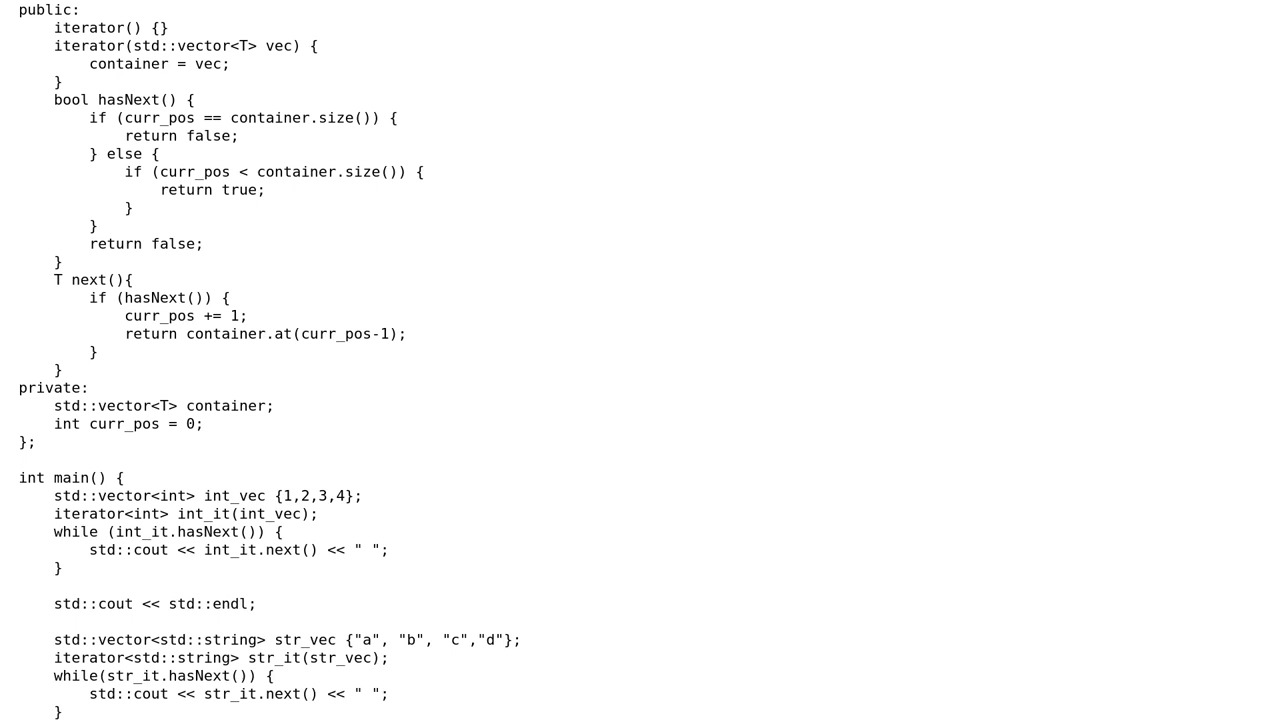 public:
    iterator() {}
    iterator(std::vector<T> vec) {
        container = vec;
    }
    bool hasNext() {
        if (curr_pos == container.size()) {
            return false;
        } else {
            if (curr_pos < container.size()) {
                return true;
            }
        }
        return false;
    }
    T next(){
        if (hasNext()) {
            curr_pos += 1;
            return container.at(curr_pos-1);
        }
    }
private:
    std::vector<T> container;
    int curr_pos = 0;
};

int main() {
    std::vector<int> int_vec {1,2,3,4};
    iterator<int> int_it(int_vec);
    while (int_it.hasNext()) {
        std::cout << int_it.next() << " ";
    }

    std::cout << std::endl;

    std::vector<std::string> str_vec {"a", "b", "c","d"};
    iterator<std::string> str_it(str_vec);
    while(str_it.hasNext()) {
        std::cout << str_it.next() << " ";
    }